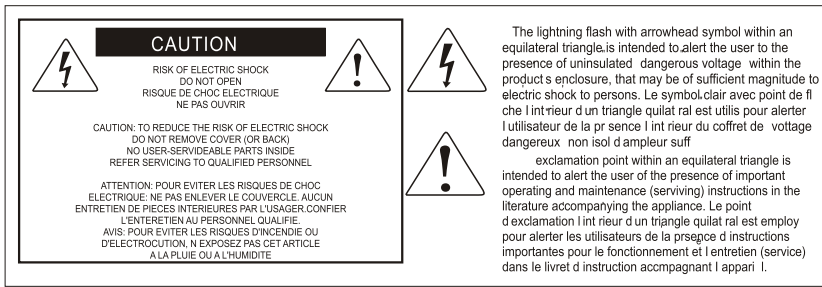 CAUTION
RISK OF ELECTRIC SHOCK
DO NOT OPEN
RISQUE DE CHOC ELECTRIQUE
NE PAS OUVRIR
CAUTION: TO REDUCE THE RISK OF ELECTRIC SHOCK
DO NOT REMOVE COVER (OR BACK)
NO USER-SERVIDEABLE PARTS INSIDE
REFER SERVICING TO QUALIFIED PERSONNEL
ATTENTION: POUR EVITER LES RISQUES DE CHOC
ELECTRIQUE: NE PAS ENLEVER LE COUVERCLE. AUCUN
ENTRETIEN DE PIECES INTERIEURES PAR L'USAGER.CONFIER
L'ENTERETIEN AU PERSONNEL QUALIFIE.
AVIS: POUR EVITER LES RISQUES D'INCENDIE OU
D'ELECTROCUTION, N EXPOSEZ PAS CET ARTICLE
A LA PLUIE OU A L'HUMIDITE
The lightning flash with arrowhead symbol within an
equilateral triangle,is intended to alert the user to the
presence of uninsulated dangerous voltage within the
product s enclosure, that may be of sufficient magnitude to
electric shock to persons. Le symbol clair avec point de fl
che l int rieur d un triangle quilat ral est utilis pour alerter
l utilisateur de la pr sence l int rieur du coffret de vottage
dangereux non isol d ampleur suff
exclamation point within an equilateral triangle is
intended to alert the user of the presence of important
operating and maintenance (serviving) instructions in the
literature accompanying the appliance. Le point
d exclamation l int rieur d un triangle quilat ral est employ
pour alerter les utilisateurs de la prsence d instructions
importantes pour le fonctionnement et l entretien (service)
dans le livret d instruction accmpagnant l appari l.